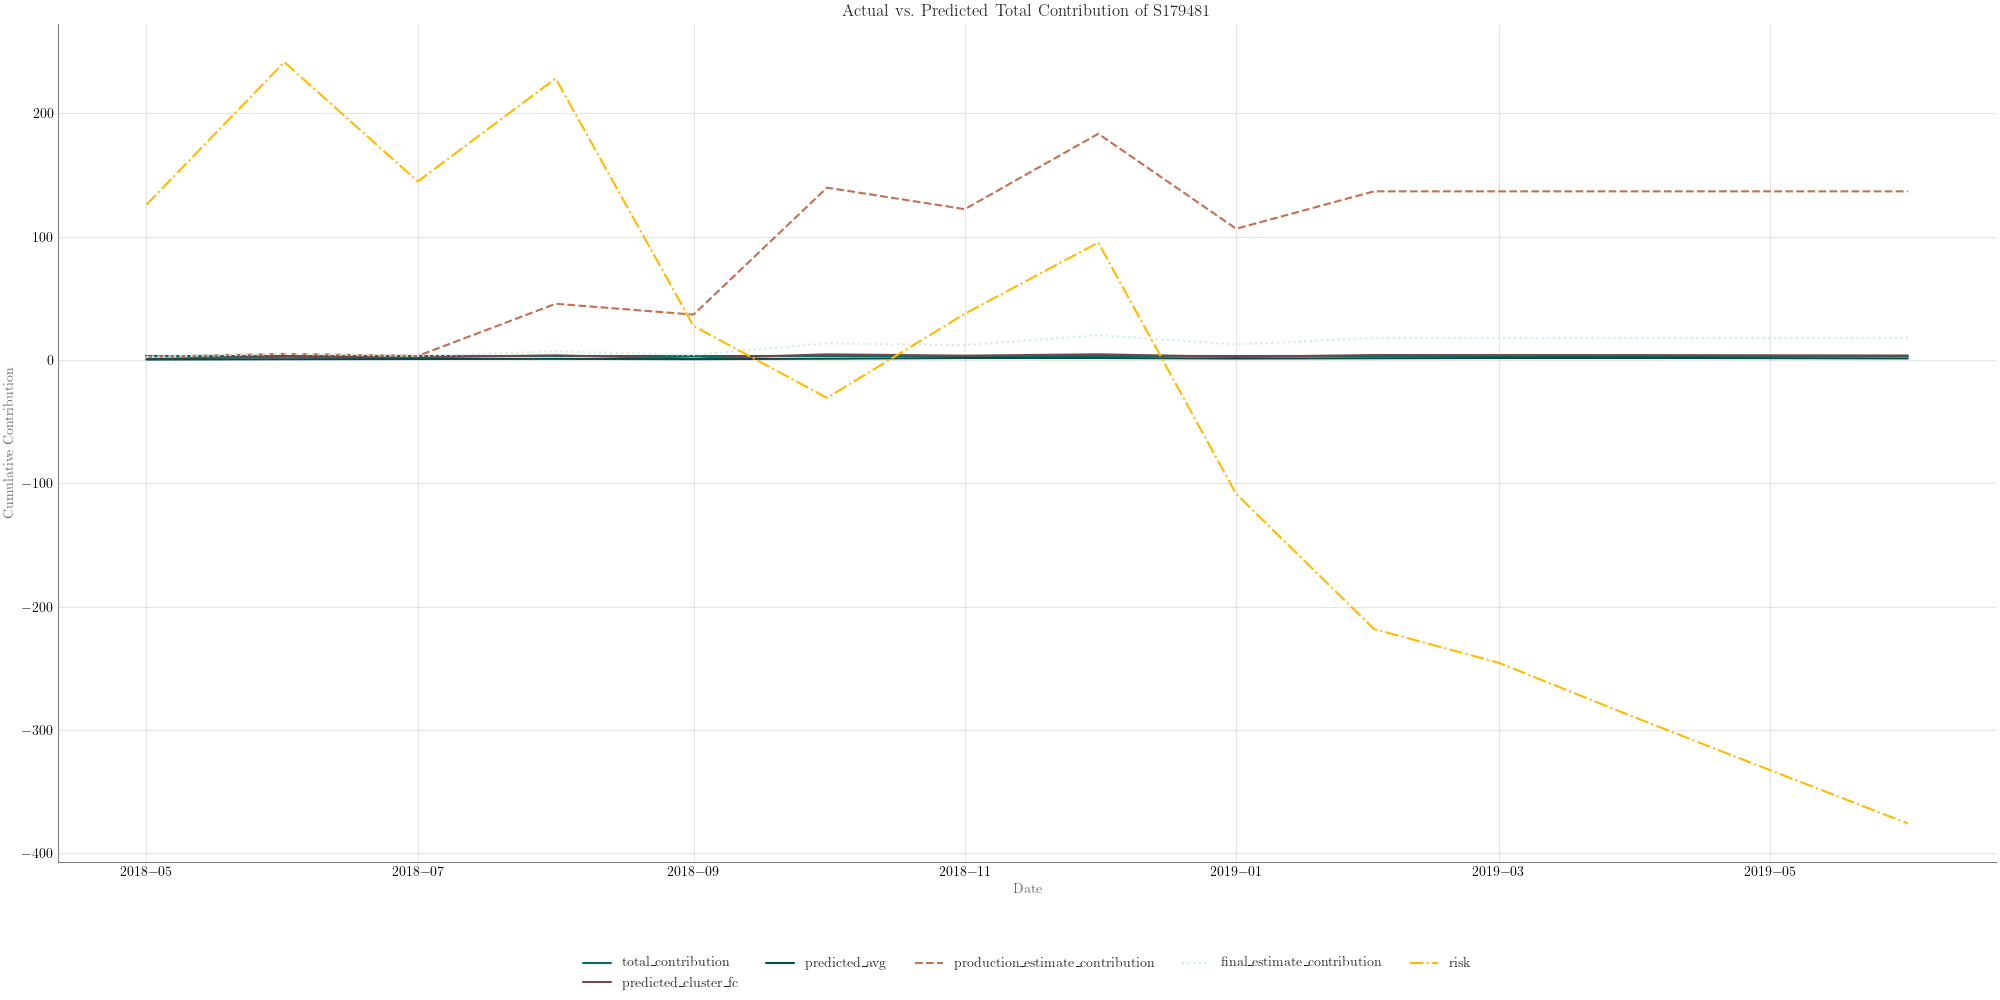 Actual vs. Predicted Total Contribution of S179481
200
100
0
−100
−200
−300
−400
Cumulative Contribution
2018−05 2018−07 2018−09 2018−11 2019−01 2019−03 2019−05
Date
total_contribution predicted_avg production_estimate_contribution final_estimate_contribution risk
predicted_cluster_fc